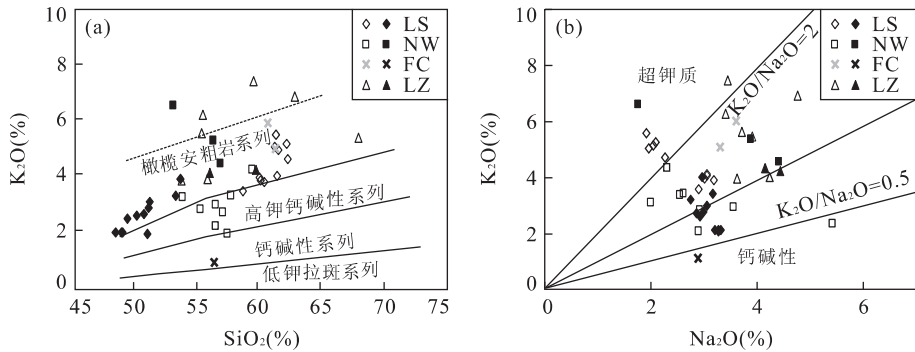 (a)
LS
NW
FC
LZ
K₂O(%)
10
8
6
4
2
0
橄榄安粗岩系列
高钾钙碱性系列
钙碱性系列
低钾拉斑系列
45 50 55 60 65 70 75
SiO₂(%)
(b)
LS
NW
FC
LZ
K₂O(%)
10
8
6
4
2
0
超钾质
K₂O/Na₂O=2
K₂O/Na₂O=0.5
钙碱性
0 2 4 6
Na₂O(%)